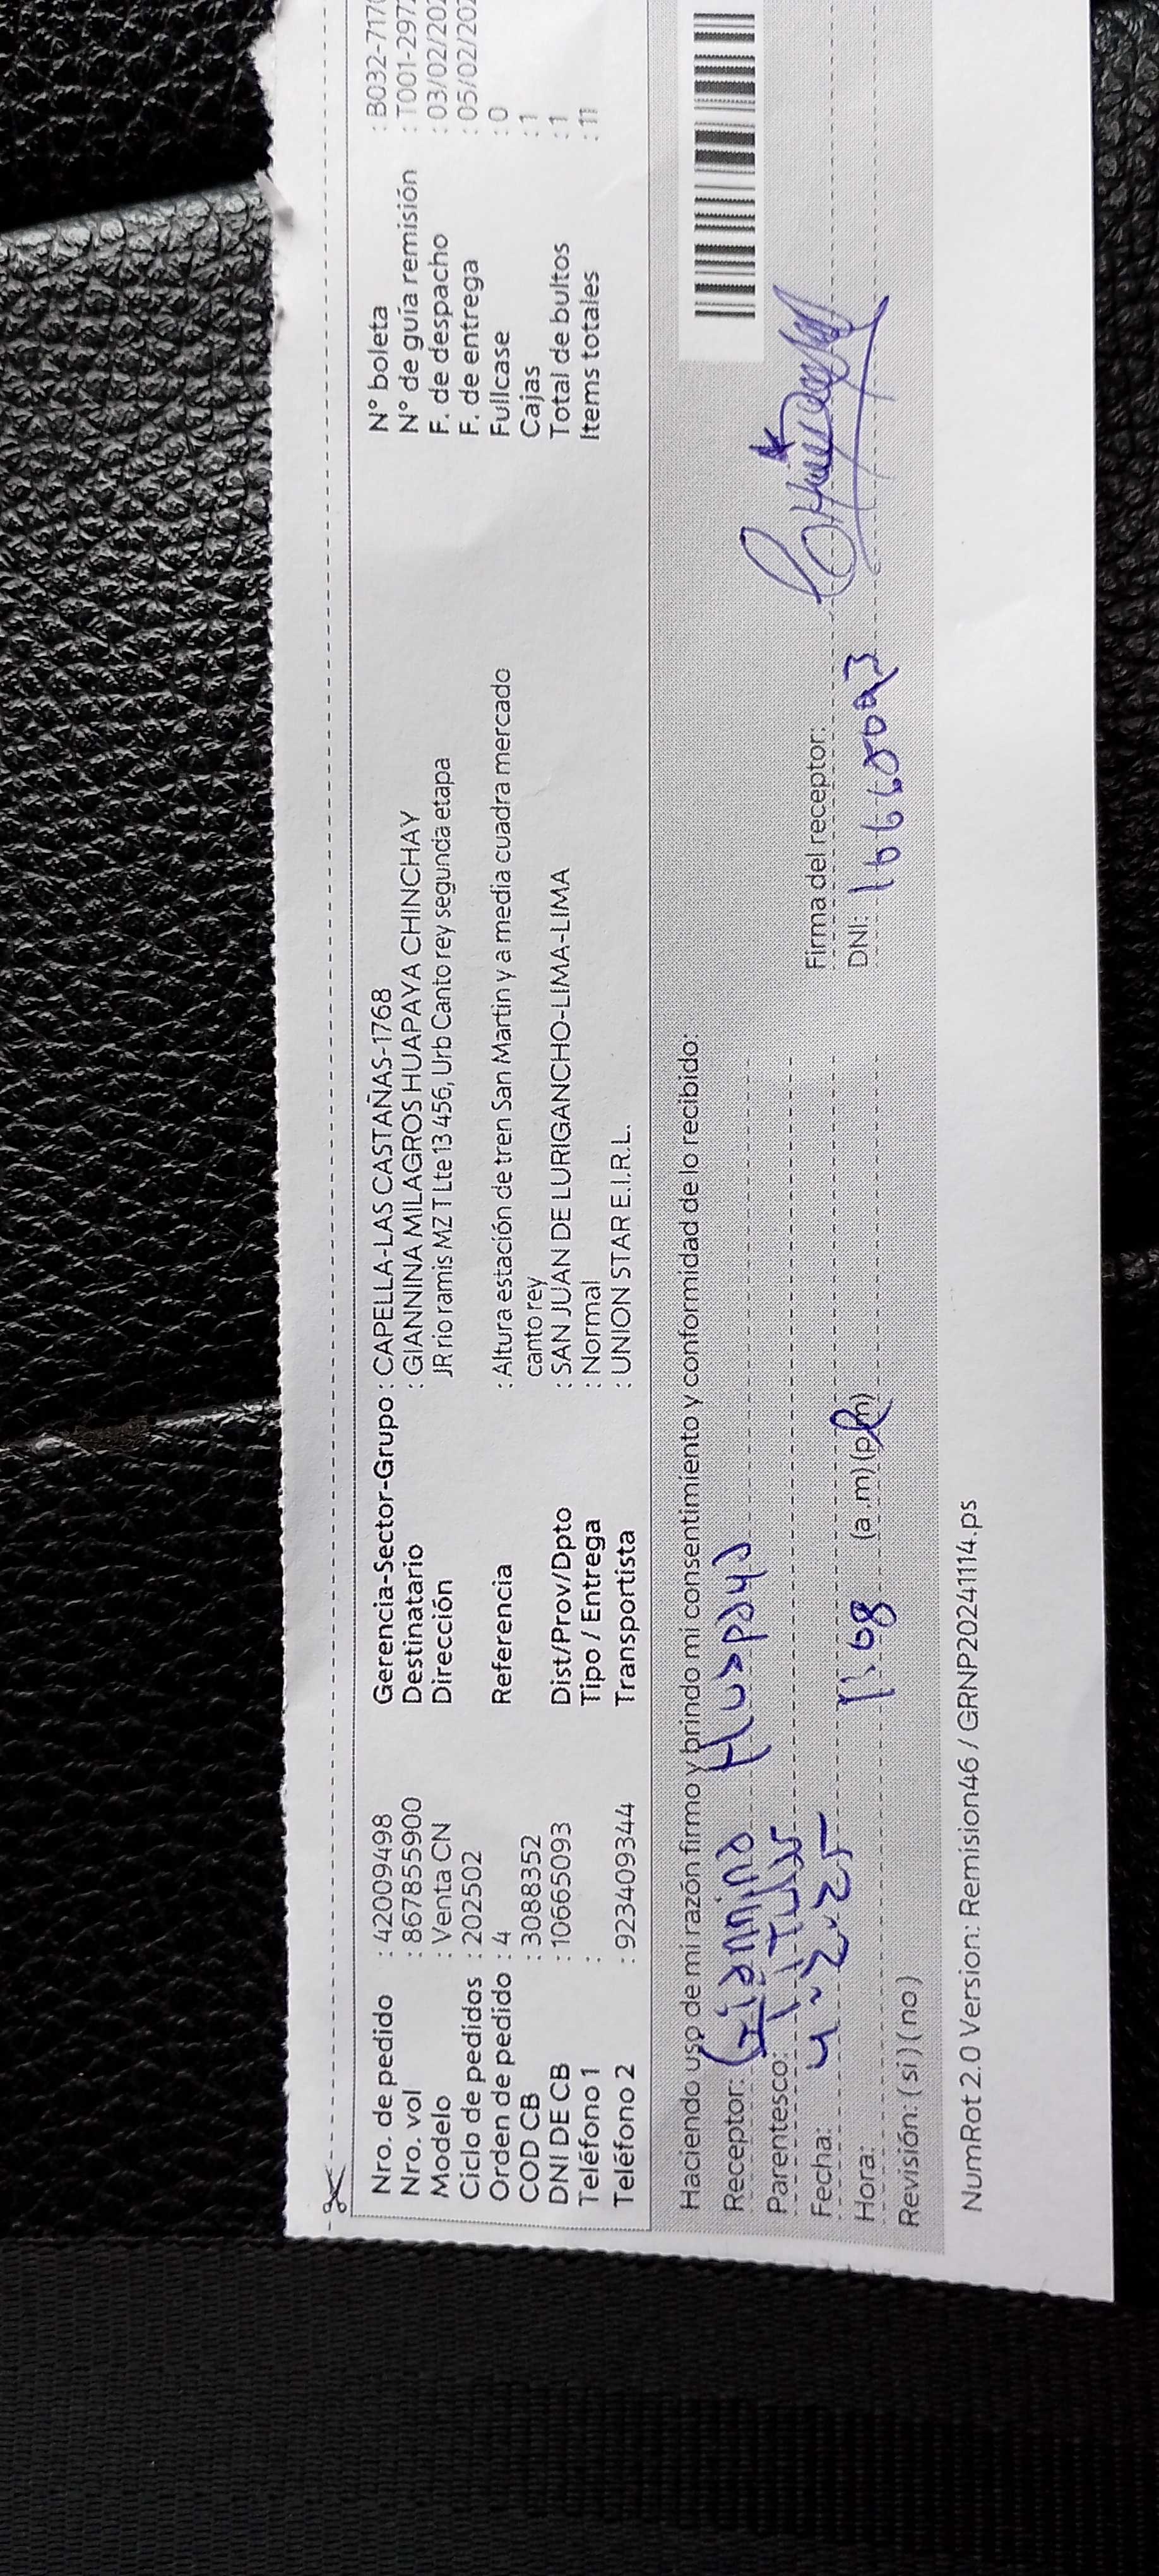 Nro. de pedido : 42009498
Nro. vol : 8678559​00
Modelo : Venta CN
Ciclo de pedidos : 202502
Orden de pedido : 4
COD CB : 3088352
DNI DE CB : 10665093
Teléfono 1 :
Teléfono 2 : 923409344
Gerencia-Sector-Grupo : CAPELLA-LAS CASTAÑAS-1768
Destinatario : GIANNINA MILAGROS HUAPAYA CHINCHAY
Dirección JR rio ramis MZ T Lte 13 456, Urb Canto rey segunda etapa
Referencia : Altura estación de tren San Martin y a media cuadra mercado
canto rey
Dist/Prov/Dpto : SAN JUAN DE LURIGANCHO-LIMA-LIMA
Tipo / Entrega : Normal
Transportista : UNION STAR E.I.R.L.
N° boleta : B032-717
N° de guía remisión : T001-297
F. de despacho : 03/02/202
F. de entrega : 05/02/202
Fullcase : 0
Cajas : 1
Total de bultos : 1
Items totales : 11
Haciendo uso de mi razón firmo y brindo mi consentimiento y conformidad de lo recibido:
Receptor: Giannina Huapaya
Parentesco: Titular
Fecha: 4-2-25
Hora: 1:08 (a.m) (p.m)
Revisión: (si) (no)
Firma del receptor:
DNI:
NumRot 2.0 Version: Remision46 / GRNP20241114.ps